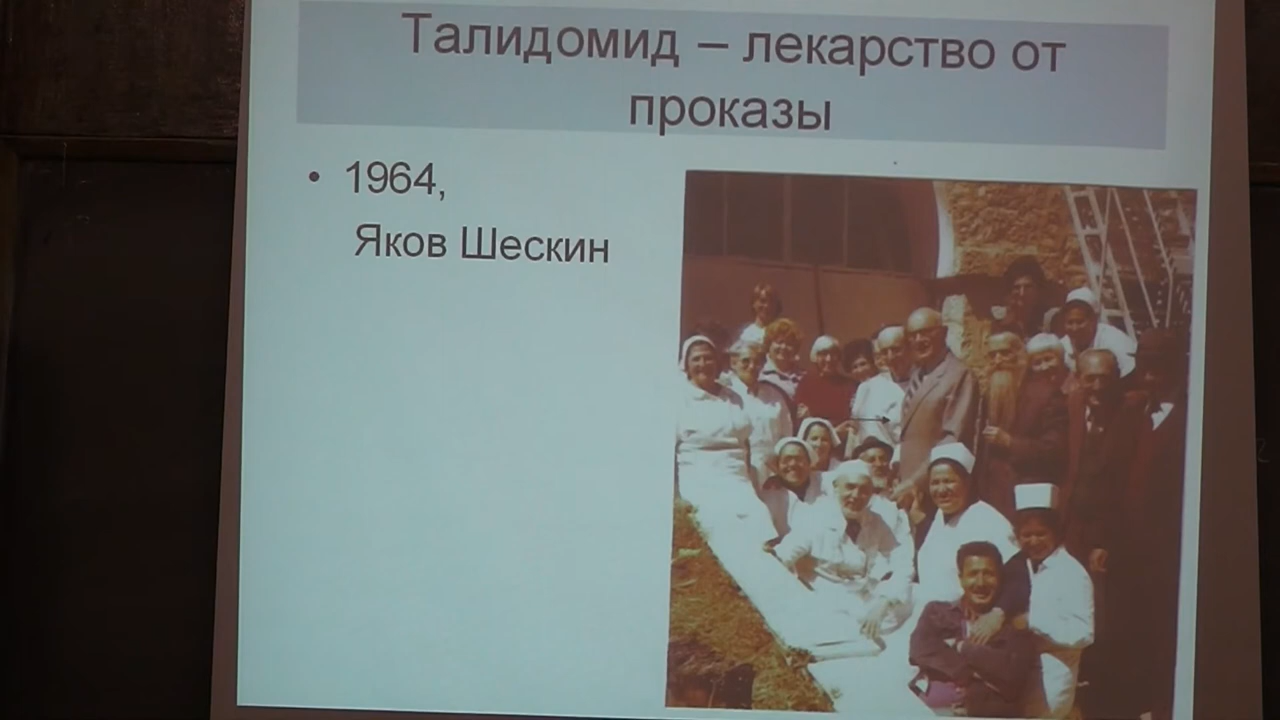 Талидомид – лекарство от
проказы
• 1964,
Яков Шескин